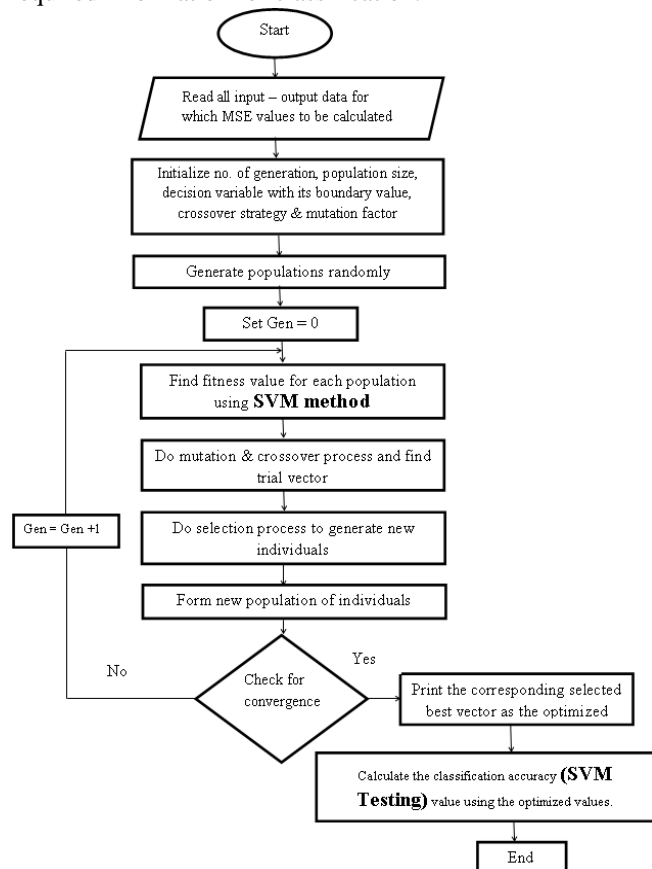 Start
Read all input – output data for
which MSE values to be calculated
Initialize no. of generation, population size,
decision variable with its boundary value,
crossover strategy & mutation factor
Generate populations randomly
Set Gen = 0
Find fitness value for each population
using SVM method
Do mutation & crossover process and find
trial vector
Gen = Gen +1
Do selection process to generate new
individuals
Form new population of individuals
No
Check for
convergence
Yes
Print the corresponding selected
best vector as the optimized
Calculate the classification accuracy (SVM
Testing) value using the optimized values.
End